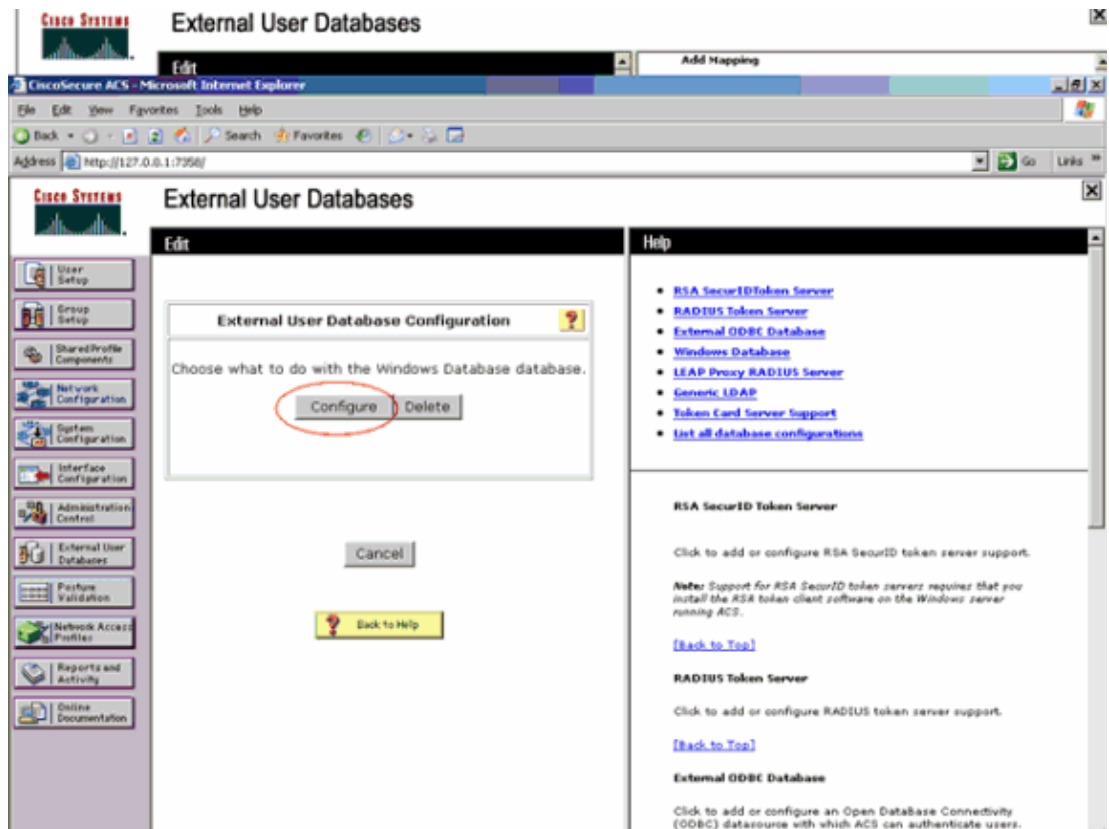 CISCO SYSTEMS
External User Databases
Edit
Add Mapping
CiscoSecure ACS - Microsoft Internet Explorer
File Edit View Favorites Tools Help
Back Search Favorites
Address http://127.0.0.1:7358/ Go Links »
CISCO SYSTEMS
External User Databases
Edit
User Setup
Group Setup
Shared Profile Components
Network Configuration
System Configuration
Interface Configuration
Administration Control
External User Databases
Posture Validation
Network Access Profiles
Reports and Activity
Online Documentation
External User Database Configuration ?
Choose what to do with the Windows Database database.
Configure Delete
Cancel
? Back to Help
Help
RSA SecurIDToken Server
RADIUS Token Server
External ODBC Database
Windows Database
LEAP Proxy RADIUS Server
Generic LDAP
Token Card Server Support
List all database configurations
RSA SecurID Token Server
Click to add or configure RSA SecurID token server support.
Note: Support for RSA SecurID token servers requires that you
install the RSA token client software on the Windows server
running ACS.
[Back to Top]
RADIUS Token Server
Click to add or configure RADIUS token server support.
[Back to Top]
External ODBC Database
Click to add or configure an Open DataBase Connectivity
(ODBC) datasource with which ACS can authenticate users.